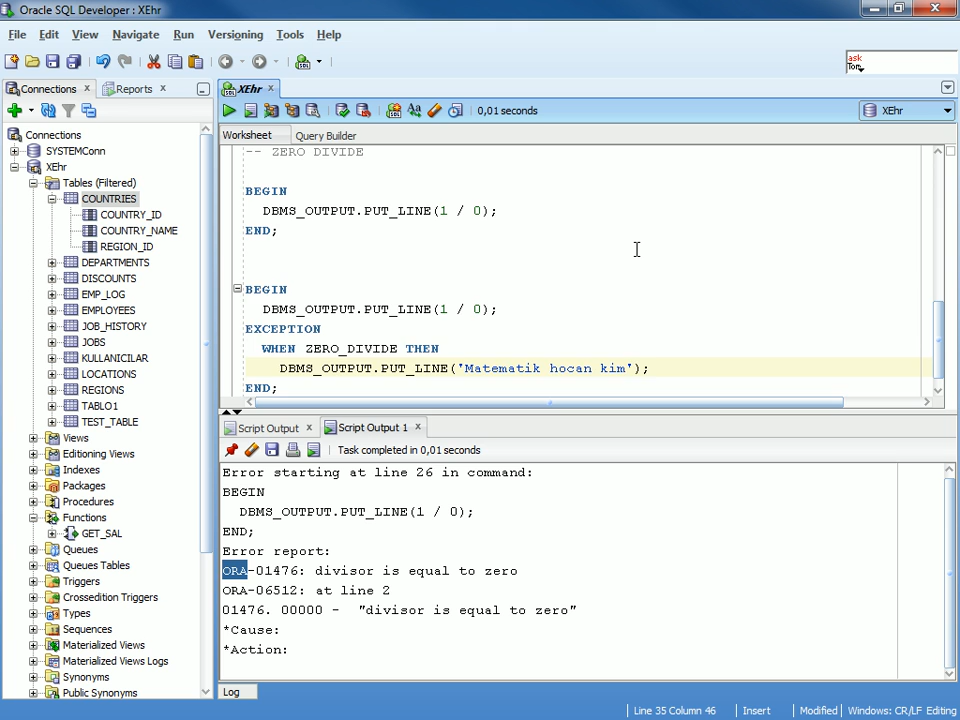 Oracle SQL Developer : XEhr
File Edit View Navigate Run Versioning Tools Help
ask
Tom
Connections Reports XEhr
0,01 seconds XEhr
Worksheet Query Builder
Connections
SYSTEMConn
XEhr
Tables (Filtered)
COUNTRIES
COUNTRY_ID
COUNTRY_NAME
REGION_ID
DEPARTMENTS
DISCOUNTS
EMP_LOG
EMPLOYEES
JOB_HISTORY
JOBS
KULLANICILAR
LOCATIONS
REGIONS
TABLO1
TEST_TABLE
Views
Editioning Views
Indexes
Packages
Procedures
Functions
GET_SAL
Queues
Queues Tables
Triggers
Crossedition Triggers
Types
Sequences
Materialized Views
Materialized Views Logs
Synonyms
Public Synonyms
-- ZERO DIVIDE
BEGIN
DBMS_OUTPUT.PUT_LINE(1 / 0);
END;
BEGIN
DBMS_OUTPUT.PUT_LINE(1 / 0);
EXCEPTION
WHEN ZERO_DIVIDE THEN
DBMS_OUTPUT.PUT_LINE('Matematik hocan kim');
END;
Script Output Script Output 1
Task completed in 0,01 seconds
Error starting at line 26 in command:
BEGIN
DBMS_OUTPUT.PUT_LINE(1 / 0);
END;
Error report:
ORA-01476: divisor is equal to zero
ORA-06512: at line 2
01476. 00000 - "divisor is equal to zero"
*Cause:
*Action:
Log
Line 35 Column 46 Insert Modified Windows: CR/LF Editing